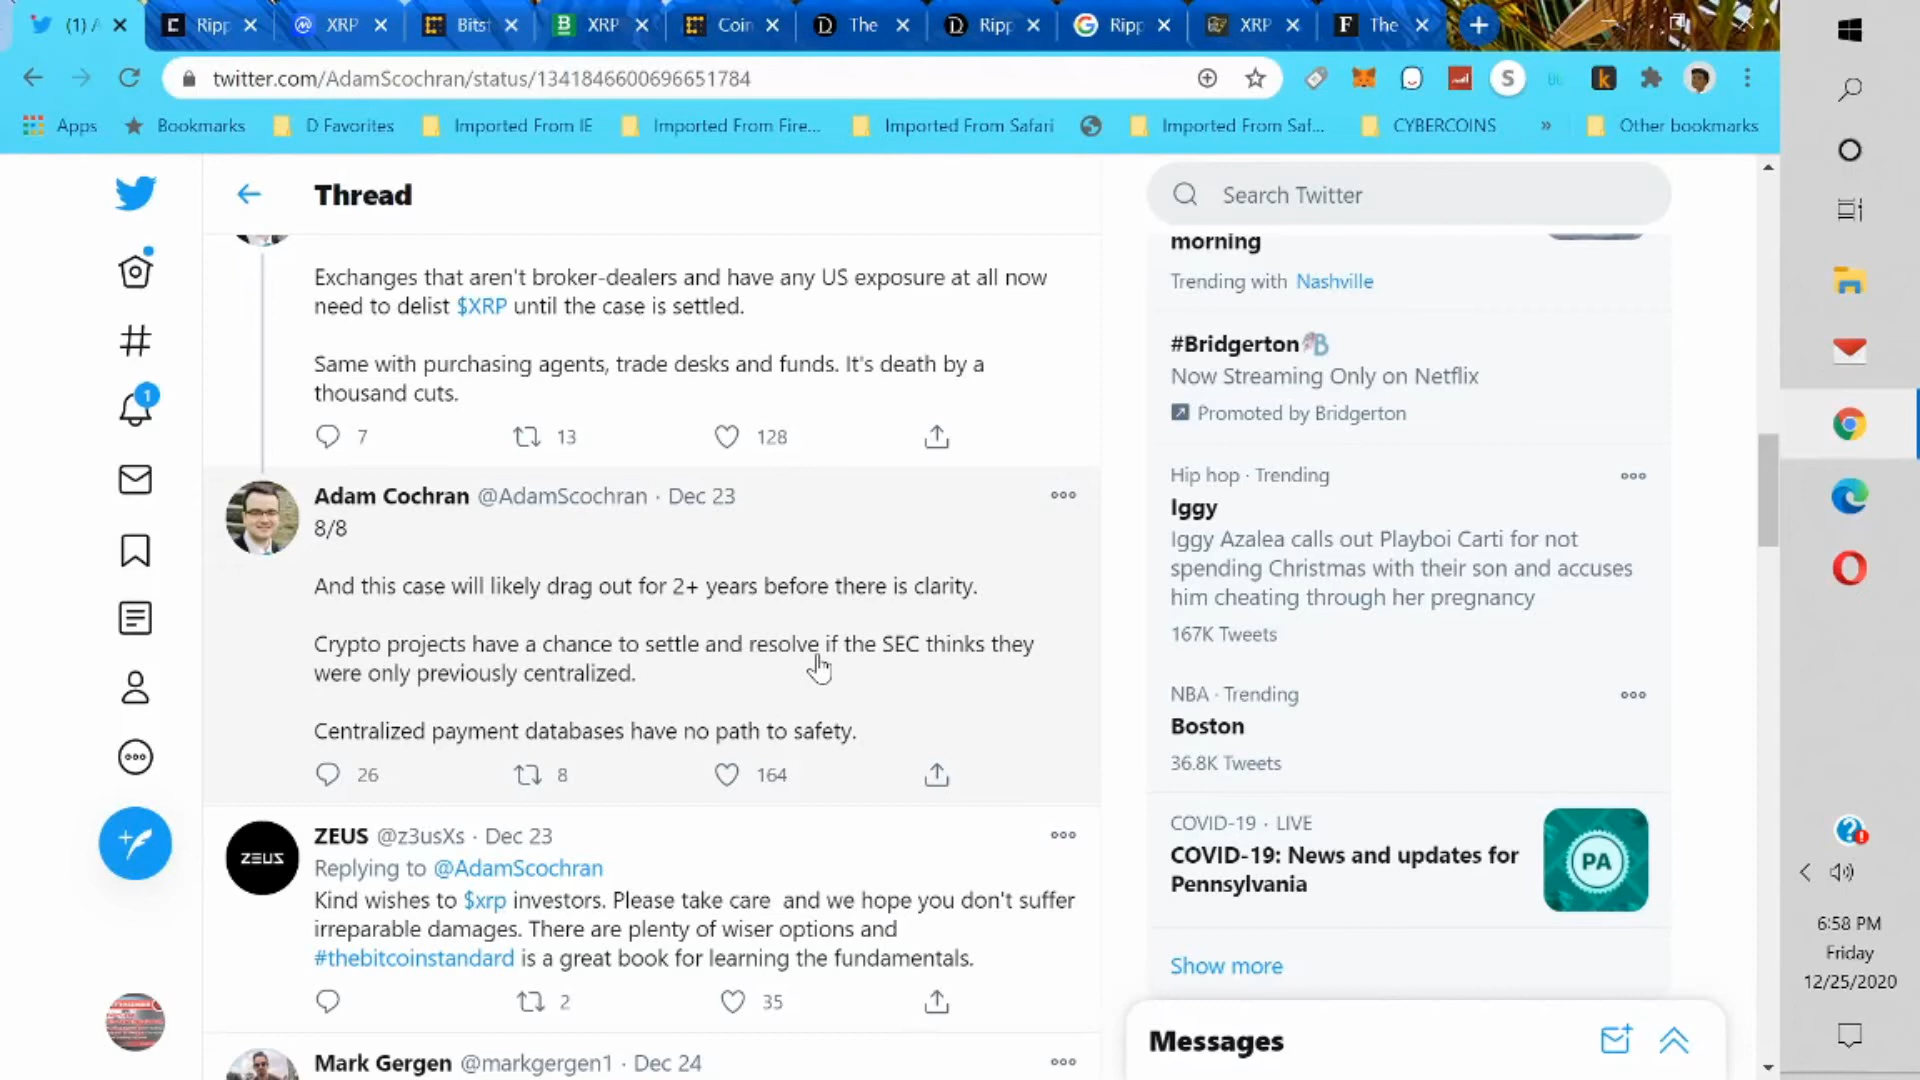 (1) A
Ripp
XRP
Bitst
XRP
Coin
The
Ripp
Ripp
XRP
The
twitter.com/AdamScochran/status/1341846600696651784
Apps
Bookmarks
D Favorites
Imported From IE
Imported From Fire...
Imported From Safari
Imported From Saf...
CYBERCOINS
»
Other bookmarks
Thread
Search Twitter
Exchanges that aren't broker-dealers and have any US exposure at all now
need to delist $XRP until the case is settled.
Same with purchasing agents, trade desks and funds. It's death by a
thousand cuts.
7 13 128
Adam Cochran @AdamScochran · Dec 23
8/8
And this case will likely drag out for 2+ years before there is clarity.
Crypto projects have a chance to settle and resolve if the SEC thinks they
were only previously centralized.
Centralized payment databases have no path to safety.
26 8 164
ZEUS
ZEUS @z3usXs · Dec 23
Replying to @AdamScochran
Kind wishes to $xrp investors. Please take care and we hope you don't suffer
irreparable damages. There are plenty of wiser options and
#thebitcoinstandard is a great book for learning the fundamentals.
2 35
Mark Gergen @markgergen1 · Dec 24
1
morning
Trending with Nashville
#Bridgerton
Now Streaming Only on Netflix
Promoted by Bridgerton
Hip hop · Trending
Iggy
Iggy Azalea calls out Playboi Carti for not
spending Christmas with their son and accuses
him cheating through her pregnancy
167K Tweets
NBA · Trending
Boston
36.8K Tweets
COVID-19 · LIVE
COVID-19: News and updates for
Pennsylvania
PA
Show more
Messages
6:58 PM
Friday
12/25/2020